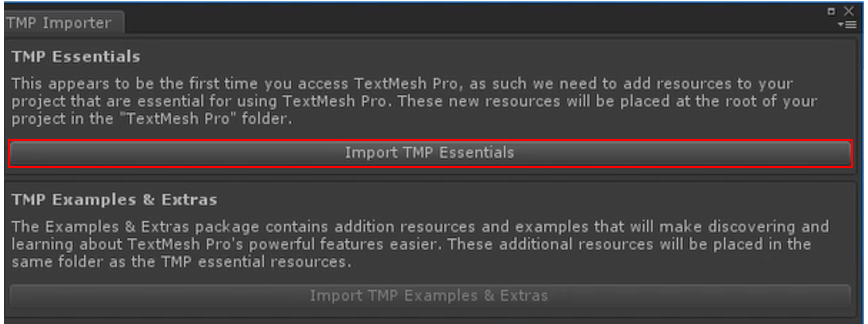 TMP Importer
TMP Essentials
This appears to be the first time you access TextMesh Pro, as such we need to add resources to your
project that are essential for using TextMesh Pro. These new resources will be placed at the root of your
project in the "TextMesh Pro" folder.
Import TMP Essentials
TMP Examples & Extras
The Examples & Extras package contains addition resources and examples that will make discovering and
learning about TextMesh Pro's powerful features easier. These additional resources will be placed in the
same folder as the TMP essential resources.
Import TMP Examples & Extras